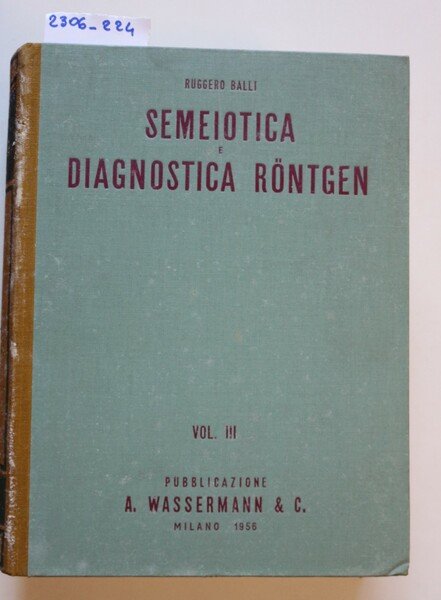 2306_224
RUGGERO BALLI
SEMEIOTICA
E
DIAGNOSTICA RÖNTGEN
VOL. III
PUBBLICAZIONE
A. WASSERMANN & C.
MILANO 1956